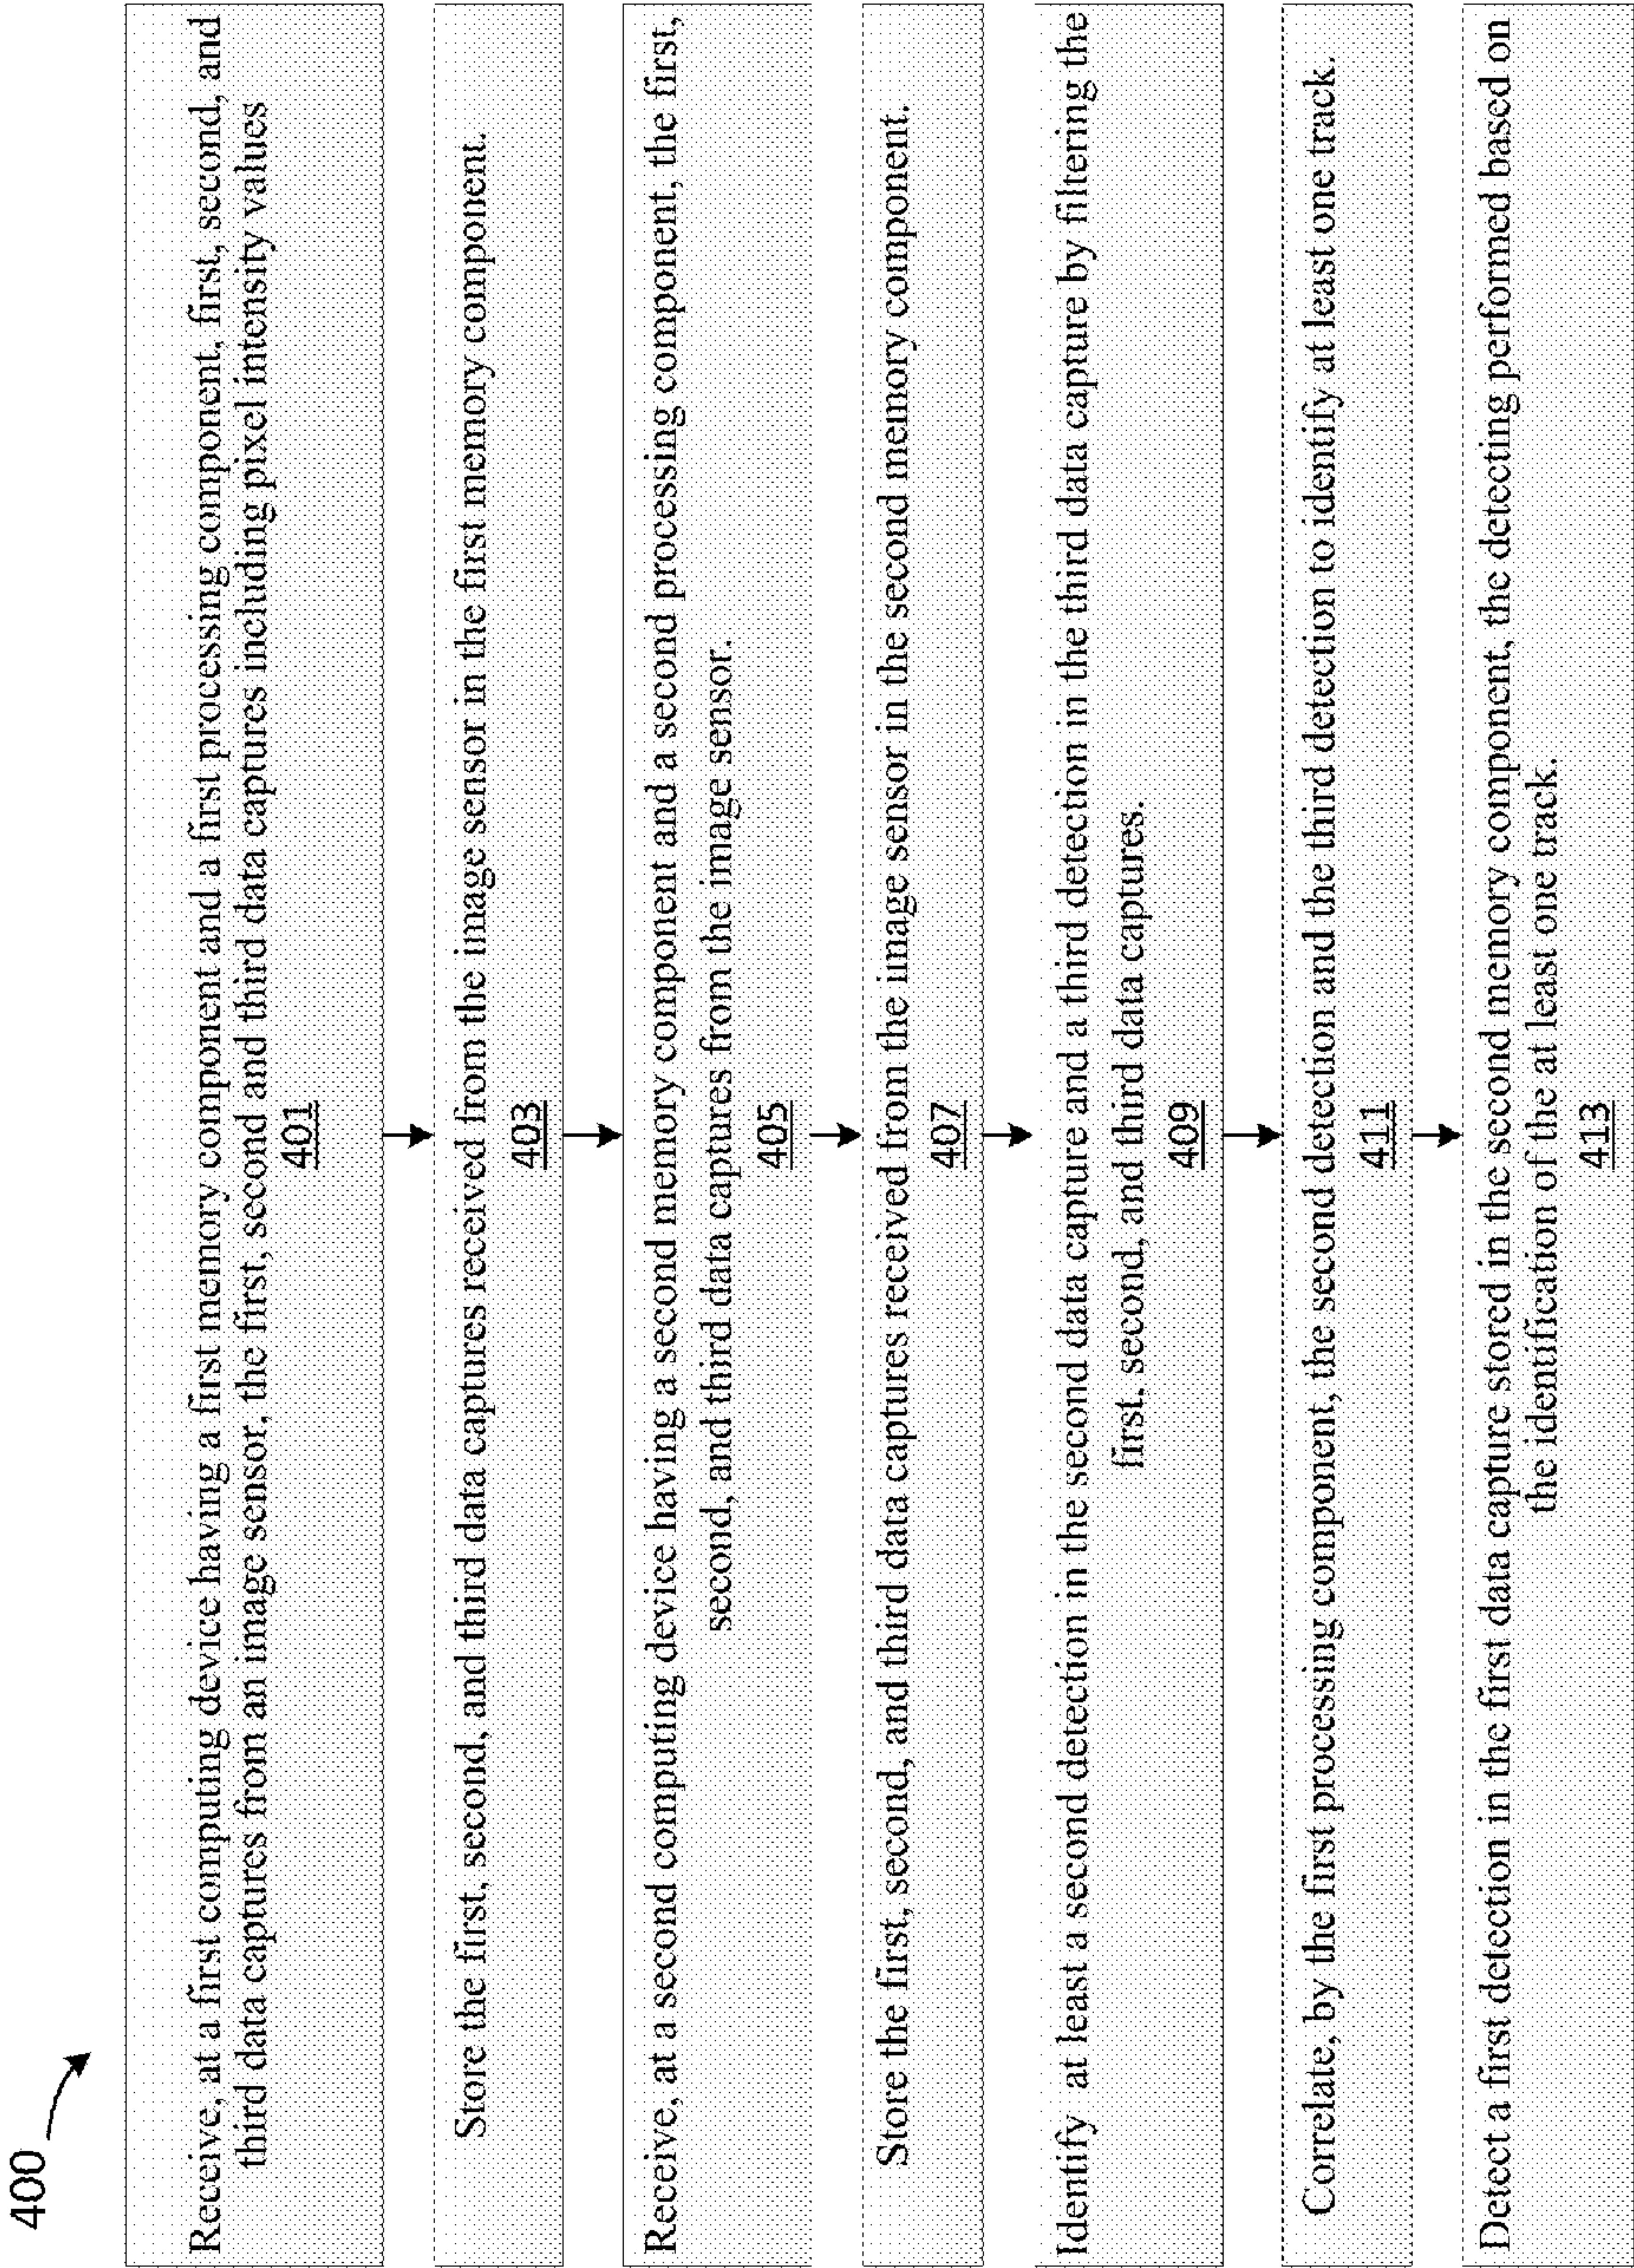 400
Receive, at a first computing device having a first memory component and a first processing component, first, second, and
third data captures from an image sensor, the first, second and third data captures including pixel intensity values
401
Store the first, second, and third data captures received from the image sensor in the first memory component.
403
Receive, at a second computing device having a second memory component and a second processing component, the first,
second, and third data captures from the image sensor.
405
Store the first, second, and third data captures received from the image sensor in the second memory component.
407
Identify at least a second detection in the second data capture and a third detection in the third data capture by filtering the
first, second, and third data captures.
409
Correlate, by the first processing component, the second detection and the third detection to identify at least one track.
411
Detect a first detection in the first data capture stored in the second memory component, the detecting performed based on
the identification of the at least one track.
413